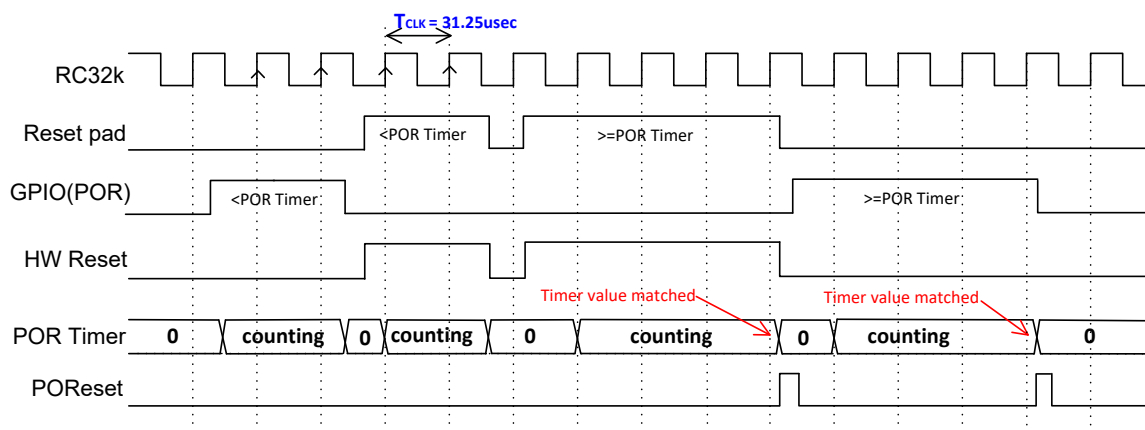 TCLK = 31.25usec
RC32k
Reset pad
<POR Timer
>=POR Timer
GPIO(POR)
<POR Timer
>=POR Timer
HW Reset
Timer value matched
Timer value matched
POR Timer
0
counting
0
counting
0
counting
0
counting
0
POReset